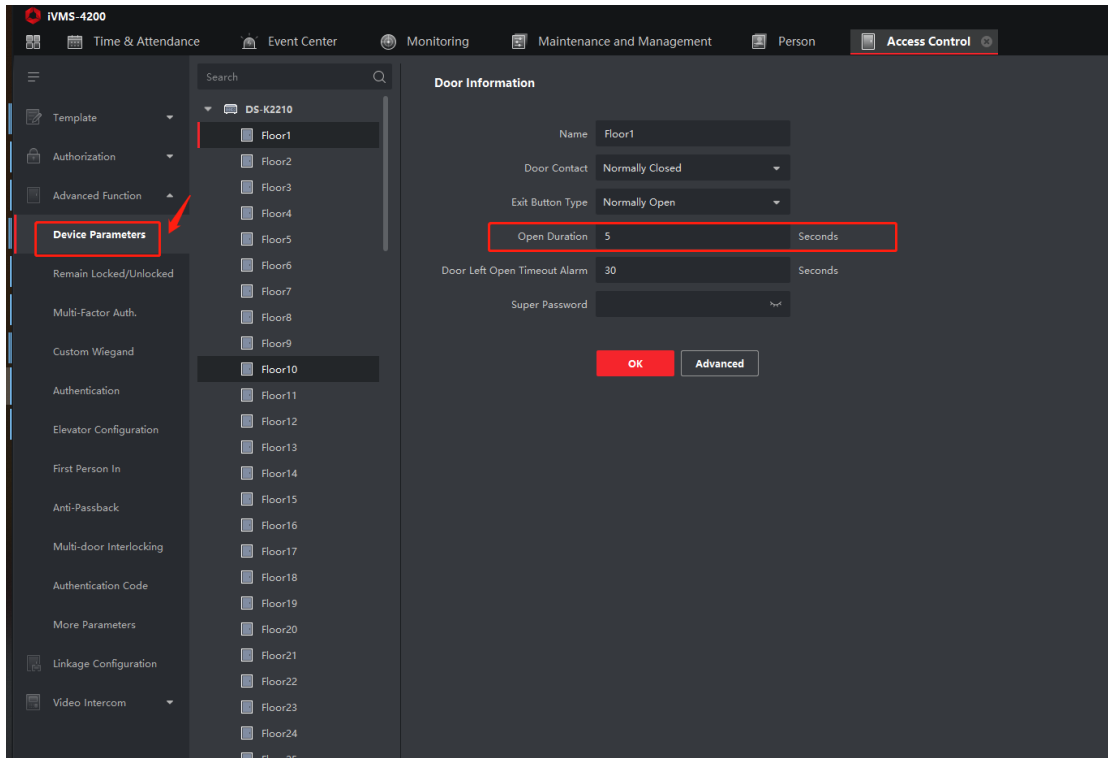 iVMS-4200
Time & Attendance Event Center Monitoring Maintenance and Management Person Access Control
Template
Authorization
Advanced Function
Device Parameters
Remain Locked/Unlocked
Multi-Factor Auth.
Custom Wiegand
Authentication
Elevator Configuration
First Person In
Anti-Passback
Multi-door Interlocking
Authentication Code
More Parameters
Linkage Configuration
Video Intercom
Search
DS-K2210
Floor1
Floor2
Floor3
Floor4
Floor5
Floor6
Floor7
Floor8
Floor9
Floor10
Floor11
Floor12
Floor13
Floor14
Floor15
Floor16
Floor17
Floor18
Floor19
Floor20
Floor21
Floor22
Floor23
Floor24
Door Information
Name Floor1
Door Contact Normally Closed
Exit Button Type Normally Open
Open Duration 5 Seconds
Door Left Open Timeout Alarm 30 Seconds
Super Password
OK Advanced